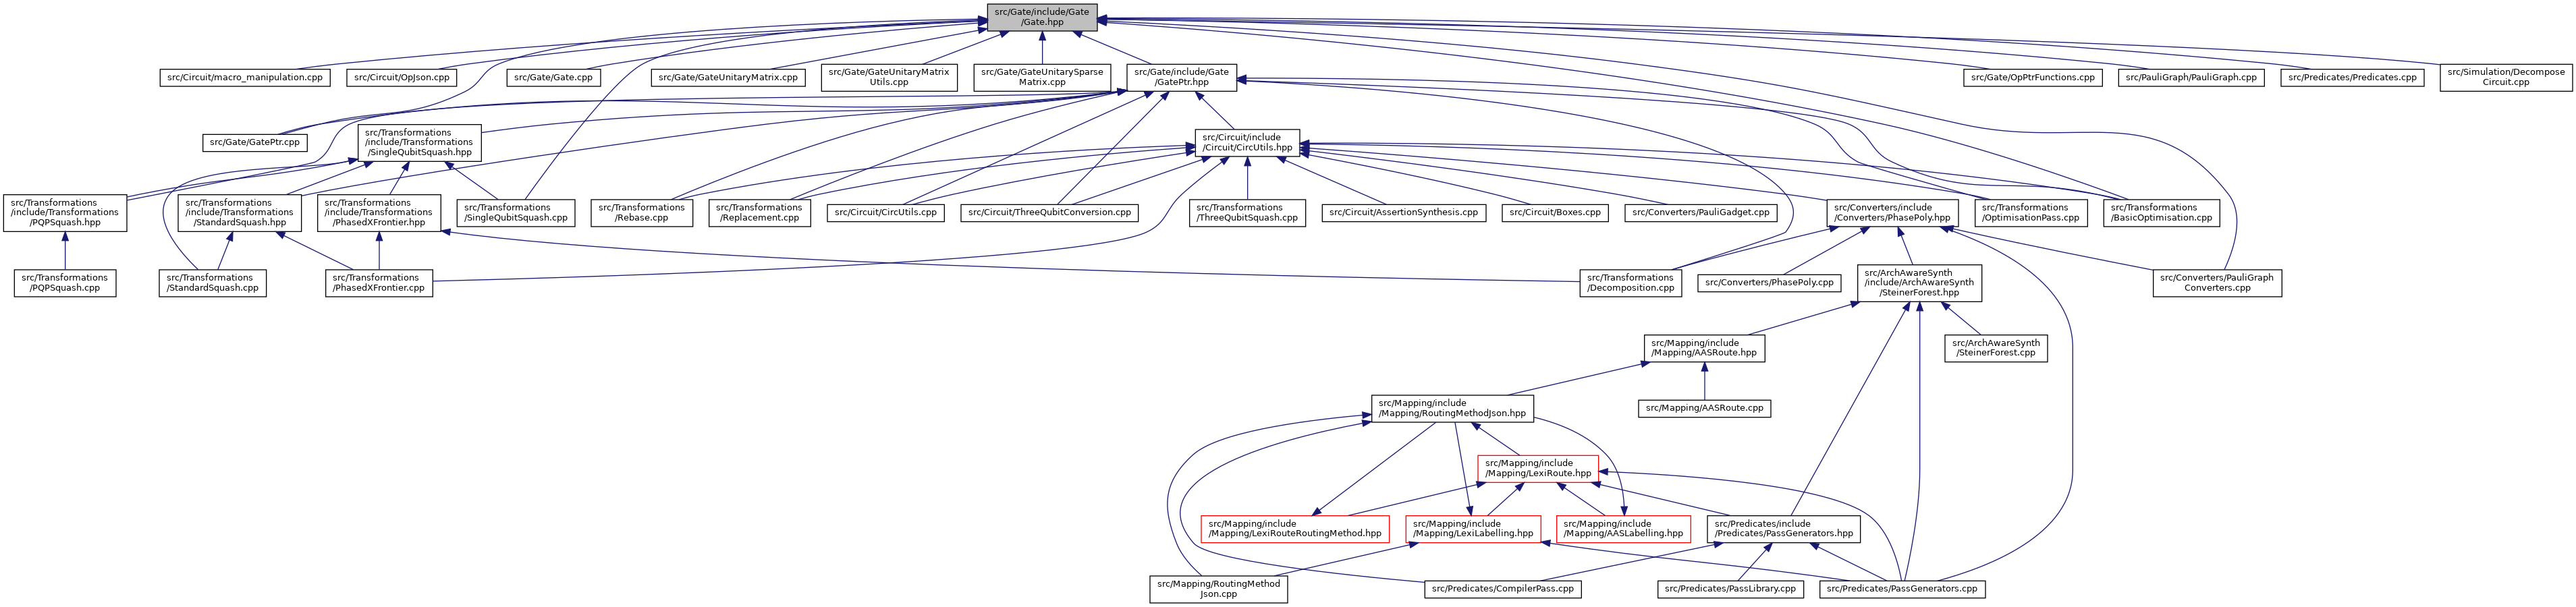 src/Gate/include/Gate
/Gate.hpp
src/Circuit/macro_manipulation.cpp
src/Circuit/OpJson.cpp
src/Gate/Gate.cpp
src/Gate/GateUnitaryMatrix.cpp
src/Gate/GateUnitaryMatrix
Utils.cpp
src/Gate/GateUnitarySparse
Matrix.cpp
src/Gate/include/Gate
/GatePtr.hpp
src/Gate/OpPtrFunctions.cpp
src/PauliGraph/PauliGraph.cpp
src/Predicates/Predicates.cpp
src/Simulation/Decompose
Circuit.cpp
src/Gate/GatePtr.cpp
src/Transformations
/include/Transformations
/SingleQubitSquash.hpp
src/Circuit/include
/Circuit/CircUtils.hpp
src/Transformations
/include/Transformations
/PQPSquash.hpp
src/Transformations
/include/Transformations
/StandardSquash.hpp
src/Transformations
/include/Transformations
/PhasedXFrontier.hpp
src/Transformations
/SingleQubitSquash.cpp
src/Transformations
/Rebase.cpp
src/Transformations
/Replacement.cpp
src/Circuit/CircUtils.cpp
src/Circuit/ThreeQubitConversion.cpp
src/Transformations
/ThreeQubitSquash.cpp
src/Circuit/AssertionSynthesis.cpp
src/Circuit/Boxes.cpp
src/Converters/PauliGadget.cpp
src/Converters/include
/Converters/PhasePoly.hpp
src/Transformations
/OptimisationPass.cpp
src/Transformations
/BasicOptimisation.cpp
src/Transformations
/PQPSquash.cpp
src/Transformations
/StandardSquash.cpp
src/Transformations
/PhasedXFrontier.cpp
src/Transformations
/Decomposition.cpp
src/Converters/PhasePoly.cpp
src/ArchAwareSynth
/include/ArchAwareSynth
/SteinerForest.hpp
src/Converters/PauliGraph
Converters.cpp
src/Mapping/include
/Mapping/AASRoute.hpp
src/ArchAwareSynth
/SteinerForest.cpp
src/Mapping/include
/Mapping/RoutingMethodJson.hpp
src/Mapping/AASRoute.cpp
src/Mapping/include
/Mapping/LexiRoute.hpp
src/Mapping/include
/Mapping/LexiRouteRoutingMethod.hpp
src/Mapping/include
/Mapping/LexiLabelling.hpp
src/Mapping/include
/Mapping/AASLabelling.hpp
src/Predicates/include
/Predicates/PassGenerators.hpp
src/Mapping/RoutingMethod
Json.cpp
src/Predicates/CompilerPass.cpp
src/Predicates/PassLibrary.cpp
src/Predicates/PassGenerators.cpp